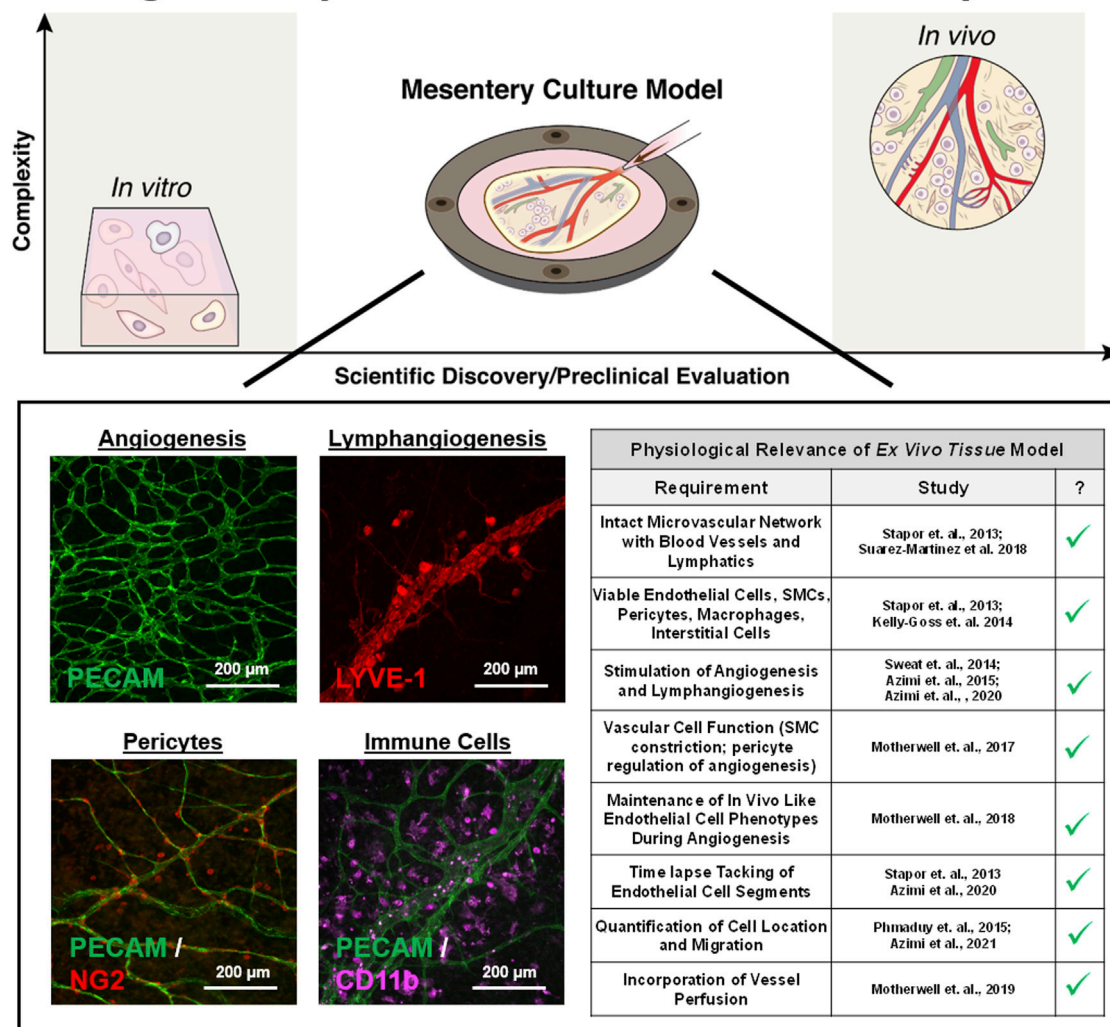 In vivo
Mesentery Culture Model
Complexity
In vitro
Scientific Discovery/Preclinical Evaluation
Angiogenesis
PECAM
200 µm
Lymphangiogenesis
LYVE-1
200 µm
Pericytes
PECAM /
NG2
200 µm
Immune Cells
PECAM /
CD11b
200 µm
Physiological Relevance of Ex Vivo Tissue Model
Requirement Study ?
Intact Microvascular Network
with Blood Vessels and
Lymphatics
Stapor et. al., 2013;
Suarez-Martinez et al. 2018
✓
Viable Endothelial Cells, SMCs,
Pericytes, Macrophages,
Interstitial Cells
Stapor et. al., 2013;
Kelly-Goss et. al. 2014
✓
Stimulation of Angiogenesis
and Lymphangiogenesis
Sweat et. al., 2014;
Azimi et. al., 2015;
Azimi et. al., , 2020
✓
Vascular Cell Function (SMC
constriction; pericyte
regulation of angiogenesis)
Motherwell et. al., 2017
✓
Maintenance of In Vivo Like
Endothelial Cell Phenotypes
During Angiogenesis
Motherwell et. al., 2018
✓
Time lapse Tacking of
Endothelial Cell Segments
Stapor et. al., 2013
Azimi et al., 2020
✓
Quantification of Cell Location
and Migration
Phmaduy et. al., 2015;
Azimi et al., 2021
✓
Incorporation of Vessel
Perfusion
Motherwell et. al., 2019
✓